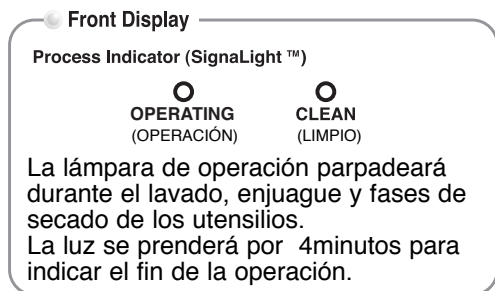 Front Display
Process Indicator (SignaLight ™)
OPERATING CLEAN
(OPERACIÓN) (LIMPIO)
La lámpara de operación parpadeará
durante el lavado, enjuague y fases de
secado de los utensilios.
La luz se prenderá por 4minutos para
indicar el fin de la operación.